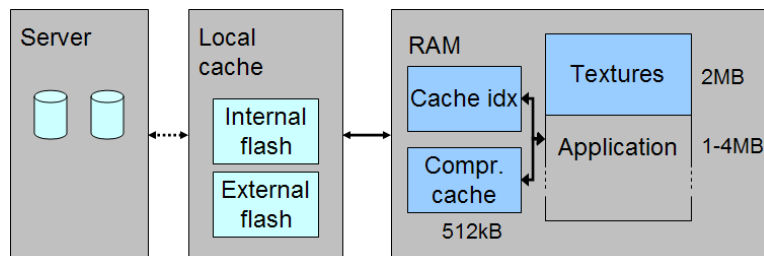 Server
Local
cache
Internal
flash
External
flash
RAM
Cache idx
Compr.
cache
512kB
Textures
2MB
Application
1-4MB